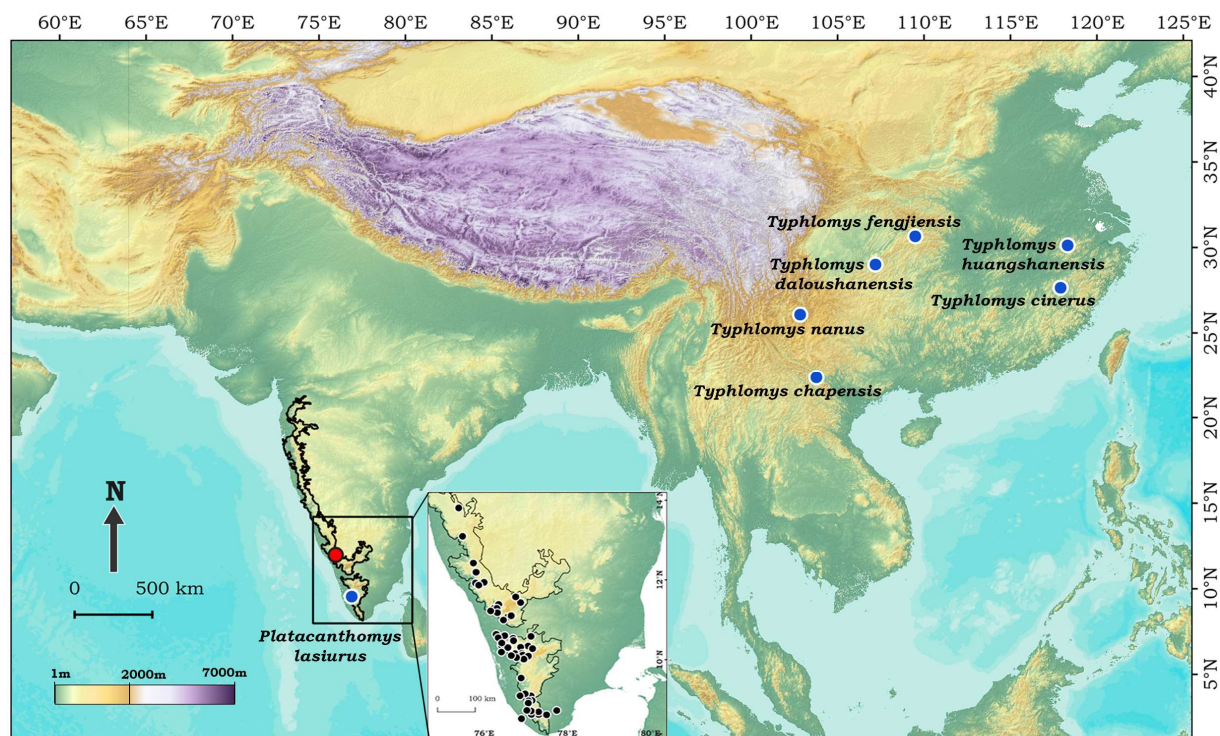 60°E 65°E 70°E 75°E 80°E 85°E 90°E 95°E 100°E 105°E 110°E 115°E 120°E 125°E
40°N
35°N
30°N
25°N
20°N
15°N
10°N
5°N
Typhlomys fengjiensis
Typhlomys
huangshanensis
Typhlomys
daloushanensis
Typhlomys cinerus
Typhlomys nanus
Typhlomys chapensis
N
0 500 km
Platacanthomys
lasiurus
1m 2000m 7000m
14°N
12°N
10°N
0 100 km
76°E 78°E 80°E